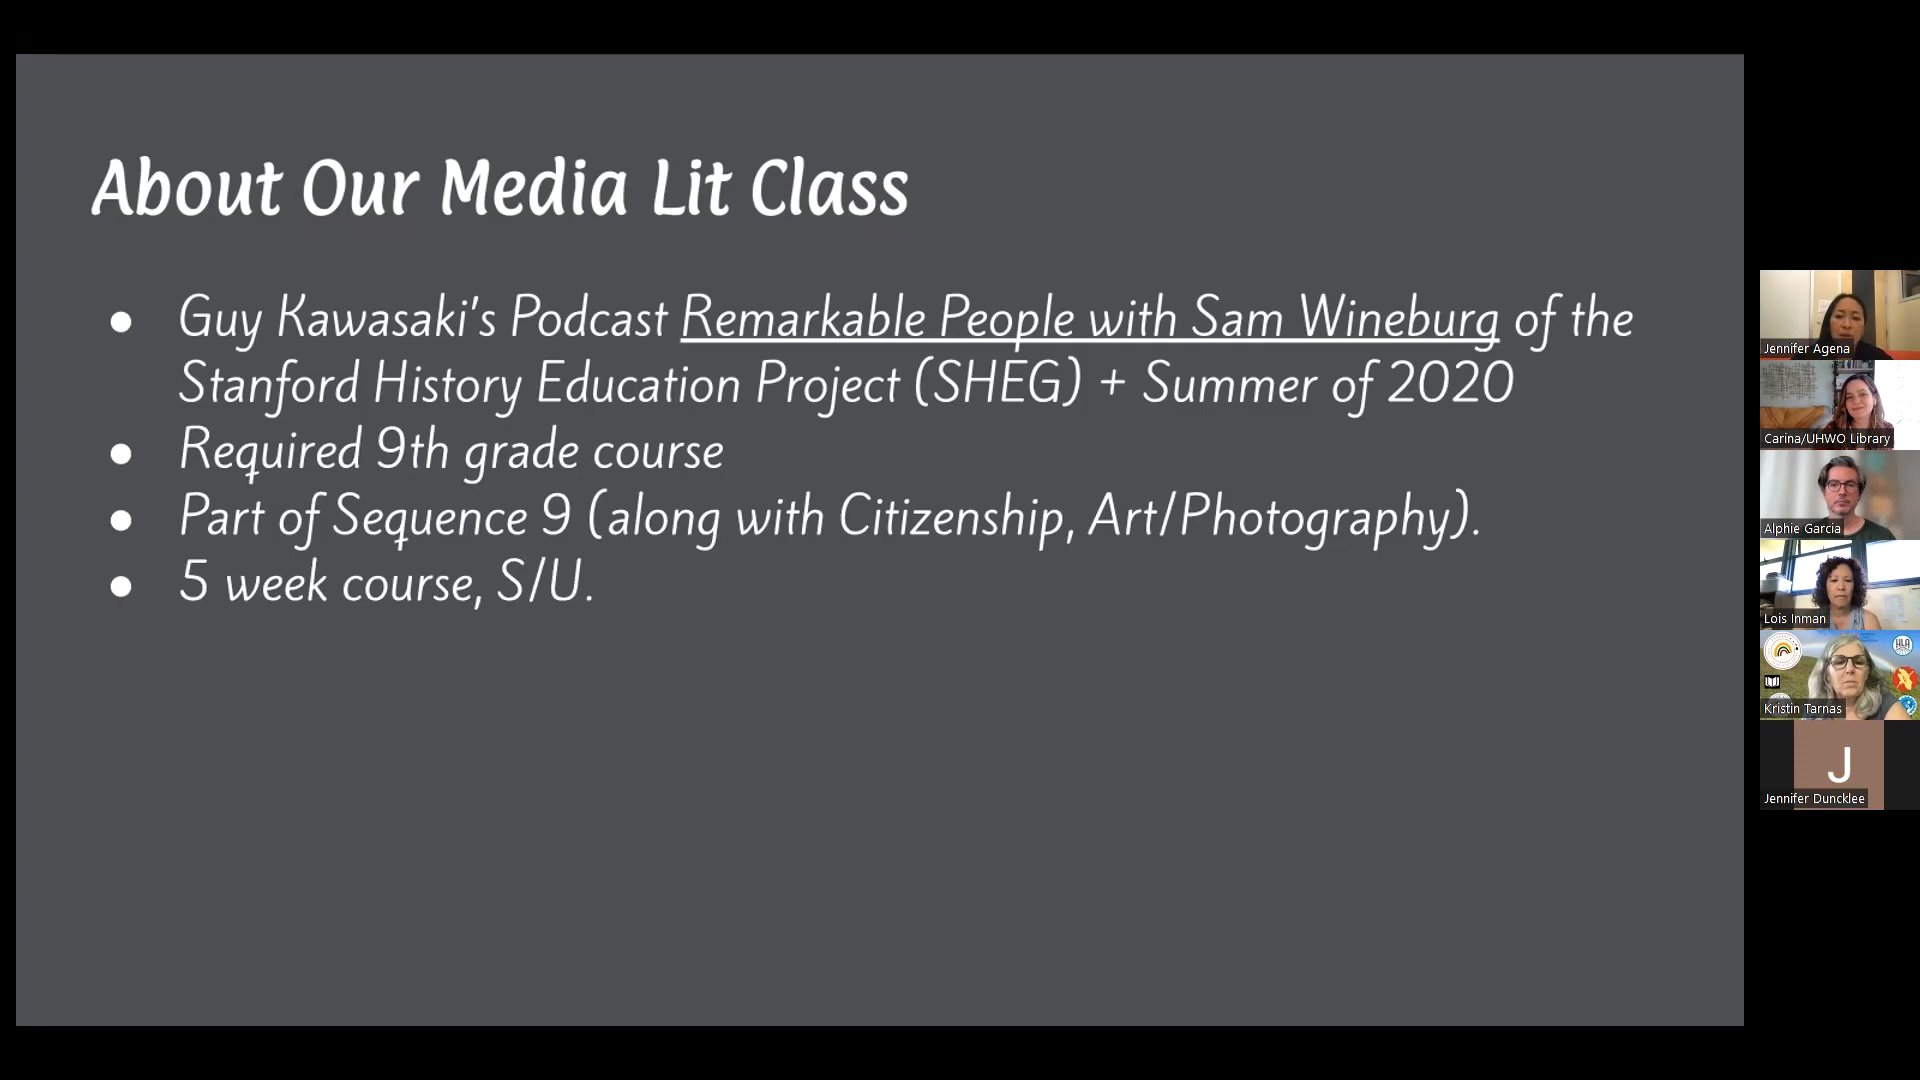 About Our Media Lit Class
● Guy Kawasaki's Podcast Remarkable People with Sam Wineburg of the
Stanford History Education Project (SHEG) + Summer of 2020
● Required 9th grade course
● Part of Sequence 9 (along with Citizenship, Art/Photography).
● 5 week course, S/U.
Jennifer Agena
Carina/UHWO Library
Alphie Garcia
Lois Inman
HLA
Kristin Tarnas
J
Jennifer Duncklee